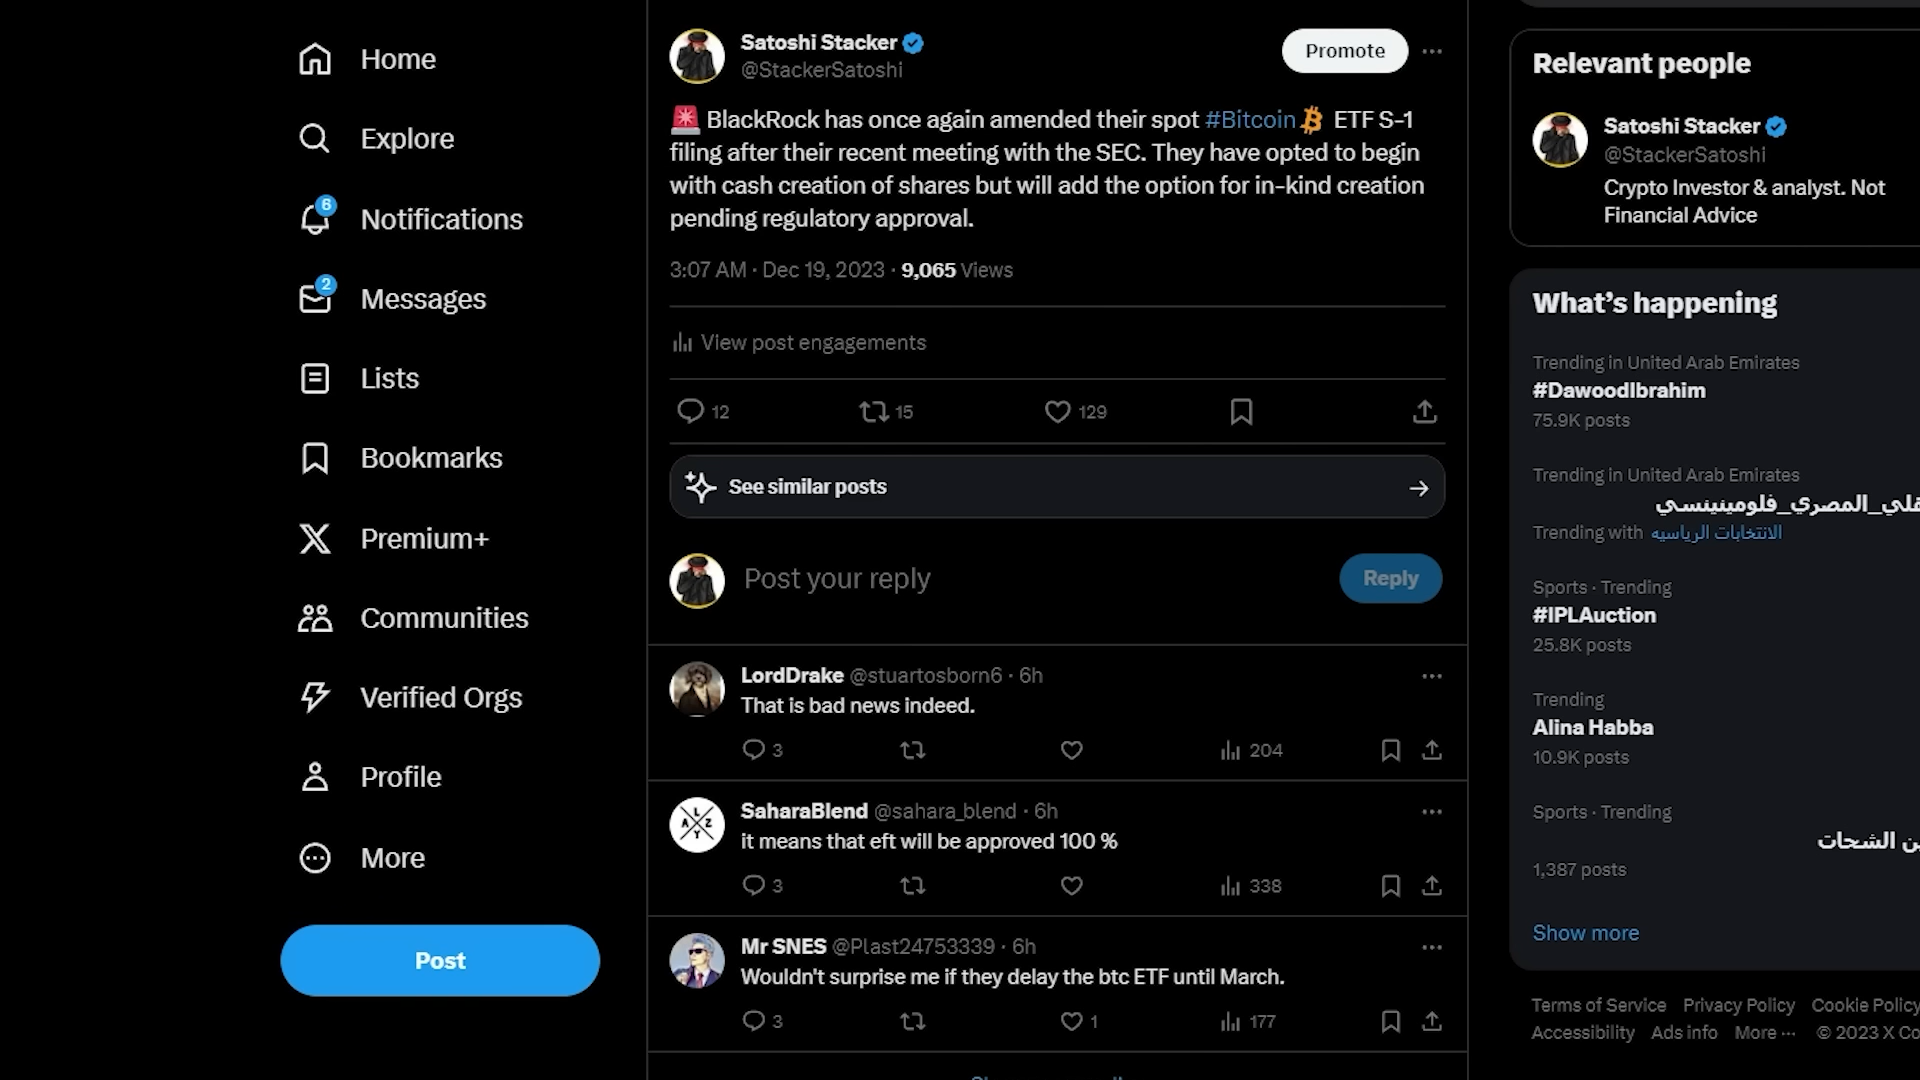 Home
Explore
6
Notifications
2
Messages
Lists
Bookmarks
Premium+
Communities
Verified Orgs
Profile
More
Post
Satoshi Stacker
@StackerSatoshi
Promote
BlackRock has once again amended their spot #Bitcoin ETF S-1
filing after their recent meeting with the SEC. They have opted to begin
with cash creation of shares but will add the option for in-kind creation
pending regulatory approval.
3:07 AM · Dec 19, 2023 · 9,065 Views
View post engagements
12 15 129
See similar posts
Post your reply
Reply
LordDrake @stuartosborn6 · 6h
That is bad news indeed.
3 204
LAZY
SaharaBlend @sahara_blend · 6h
it means that eft will be approved 100 %
3 338
Mr SNES @Plast24753339 · 6h
Wouldn't surprise me if they delay the btc ETF until March.
3 1 177
Relevant people
Satoshi Stacker
@StackerSatoshi
Crypto Investor & analyst. Not
Financial Advice
What's happening
Trending in United Arab Emirates
#DawoodIbrahim
75.9K posts
Trending in United Arab Emirates
المصري_فلومينينسي
Trending with الانتخابات الرياسيه
Sports · Trending
#IPLAuction
25.8K posts
Trending
Alina Habba
10.9K posts
Sports · Trending
الشحات
1,387 posts
Show more
Terms of Service Privacy Policy Cookie Policy
Accessibility Ads info More ··· © 2023 X Co